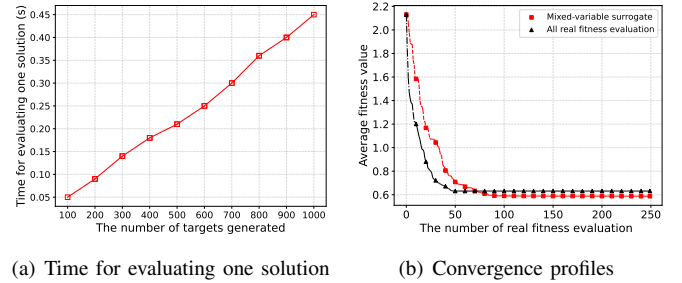 Time for evaluating one solution (s)
0.45
0.40
0.35
0.30
0.25
0.20
0.15
0.10
0.05
100 200 300 400 500 600 700 800 900 1000
The number of targets generated
(a) Time for evaluating one solution
Average fitness value
2.2
2.0
1.8
1.6
1.4
1.2
1.0
0.8
0.6
Mixed-variable surrogate
All real fitness evaluation
0 50 100 150 200 250
The number of real fitness evaluation
(b) Convergence profiles